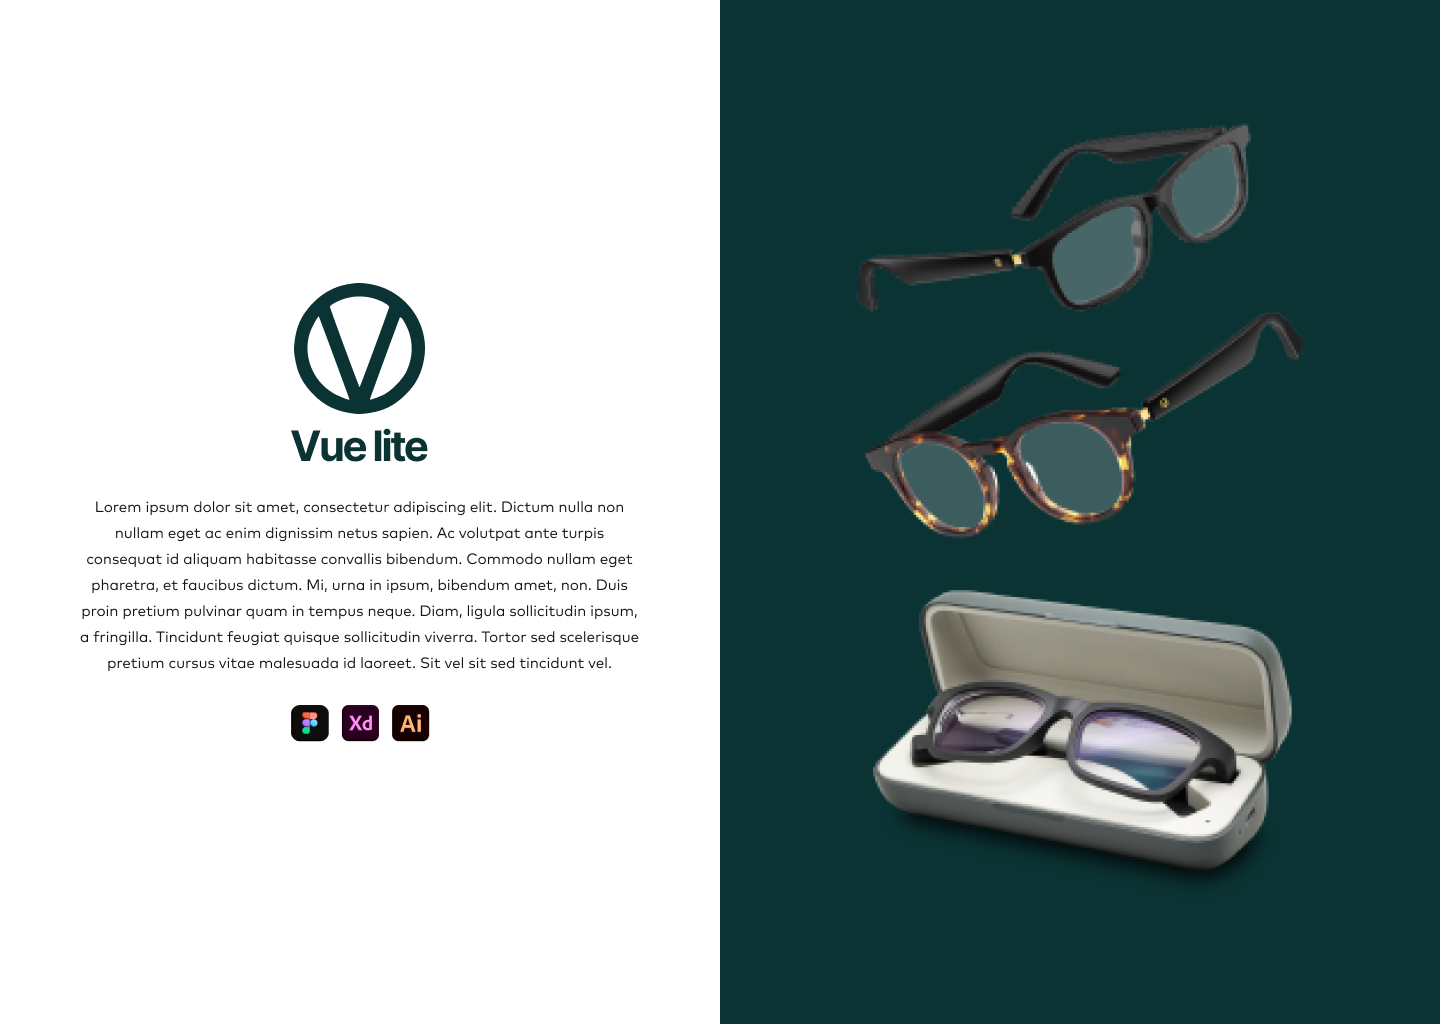 V
Vue lite
Lorem ipsum dolor sit amet, consectetur adipiscing elit. Dictum nulla non
nullam eget ac enim dignissim netus sapien. Ac volutpat ante turpis
consequat id aliquam habitasse convallis bibendum. Commodo nullam eget
pharetra, et faucibus dictum. Mi, urna in ipsum, bibendum amet, non. Duis
proin pretium pulvinar quam in tempus neque. Diam, ligula sollicitudin ipsum,
a fringilla. Tincidunt feugiat quisque sollicitudin viverra. Tortor sed scelerisque
pretium cursus vitae malesuada id laoreet. Sit vel sit sed tincidunt vel.
Xd Ai